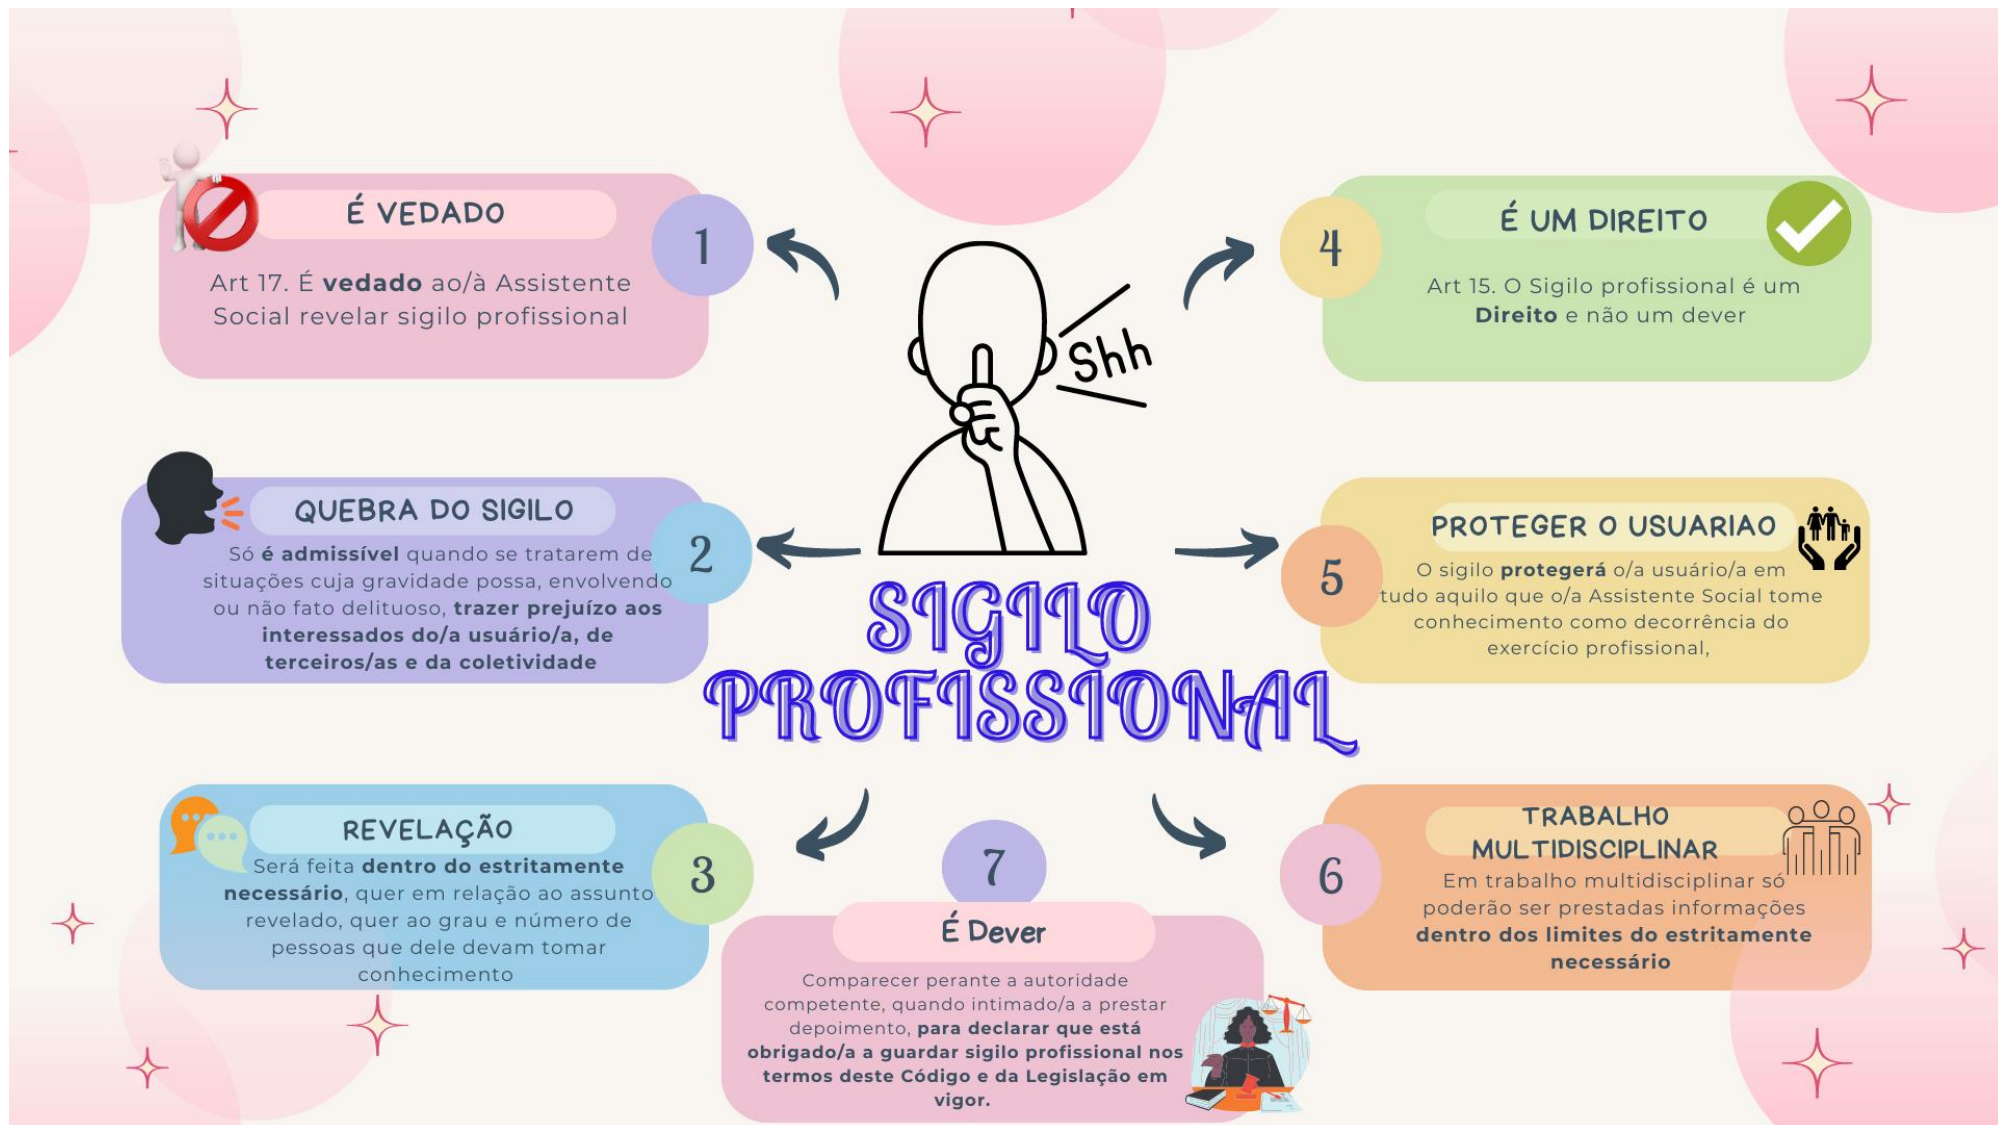 É VEDADO
1
Art 17. É vedado ao/à Assistente
Social revelar sigilo profissional
QUEBRA DO SIGILO
2
Só é admissível quando se tratarem de
situações cuja gravidade possa, envolvendo
ou não fato delituoso, trazer prejuízo aos
interessados do/a usuário/a, de
terceiros/as e da coletividade
REVELAÇÃO
3
Será feita dentro do estritamente
necessário, quer em relação ao assunto
revelado, quer ao grau e número de
pessoas que dele devam tomar
conhecimento
Shh
SIGILO
PROFISSIONAL
É UM DIREITO
4
Art 15. O Sigilo profissional é um
Direito e não um dever
PROTEGER O USUARIAO
5
O sigilo protegerá o/a usuário/a em
tudo aquilo que o/a Assistente Social tome
conhecimento como decorrência do
exercício profissional,
TRABALHO
MULTIDISCIPLINAR
6
Em trabalho multidisciplinar só
poderão ser prestadas informações
dentro dos limites do estritamente
necessário
7
É Dever
Comparecer perante a autoridade
competente, quando intimado/a a prestar
depoimento, para declarar que está
obrigado/a a guardar sigilo profissional nos
termos deste Código e da Legislação em
vigor.